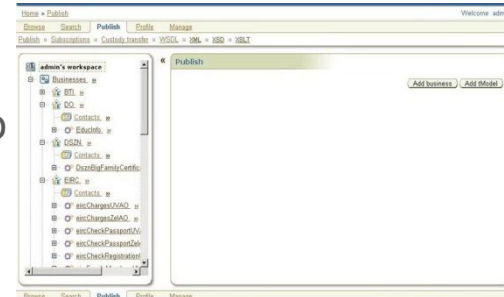 Home » Publish
Welcome adm
Browse Search Publish Profile Manage
Publish » Subscriptions » Custody transfer » WSDL » XML » XSD » XSLT
admin's workspace
«
Publish
Businesses »
Add business Add tModel
BTI »
DO »
Contacts »
EducInfo »
DSZN »
Contacts »
DsznBigFamilyCertific
EIRC »
Contacts »
eircChargesUVAO »
eircChargesZelAO »
eircCheckPassportUV
eircCheckPassportZel
eircCheckRegistration
Browse Search Publish Profile Manage